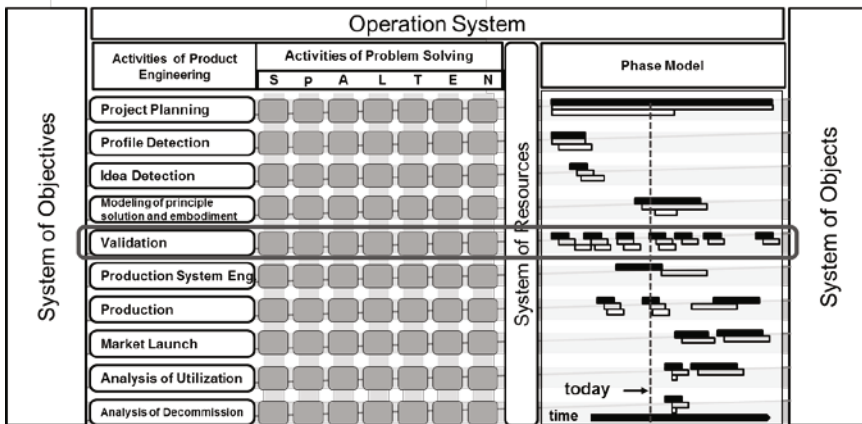 Operation System
System of Objectives
Activities of Product
Engineering
Activities of Problem Solving
S P A L T E N
System of Resources
Phase Model
System of Objects
Project Planning
Profile Detection
Idea Detection
Modeling of principle
solution and embodiment
Validation
Production System Eng
Production
Market Launch
Analysis of Utilization
Analysis of Decommission
today
time